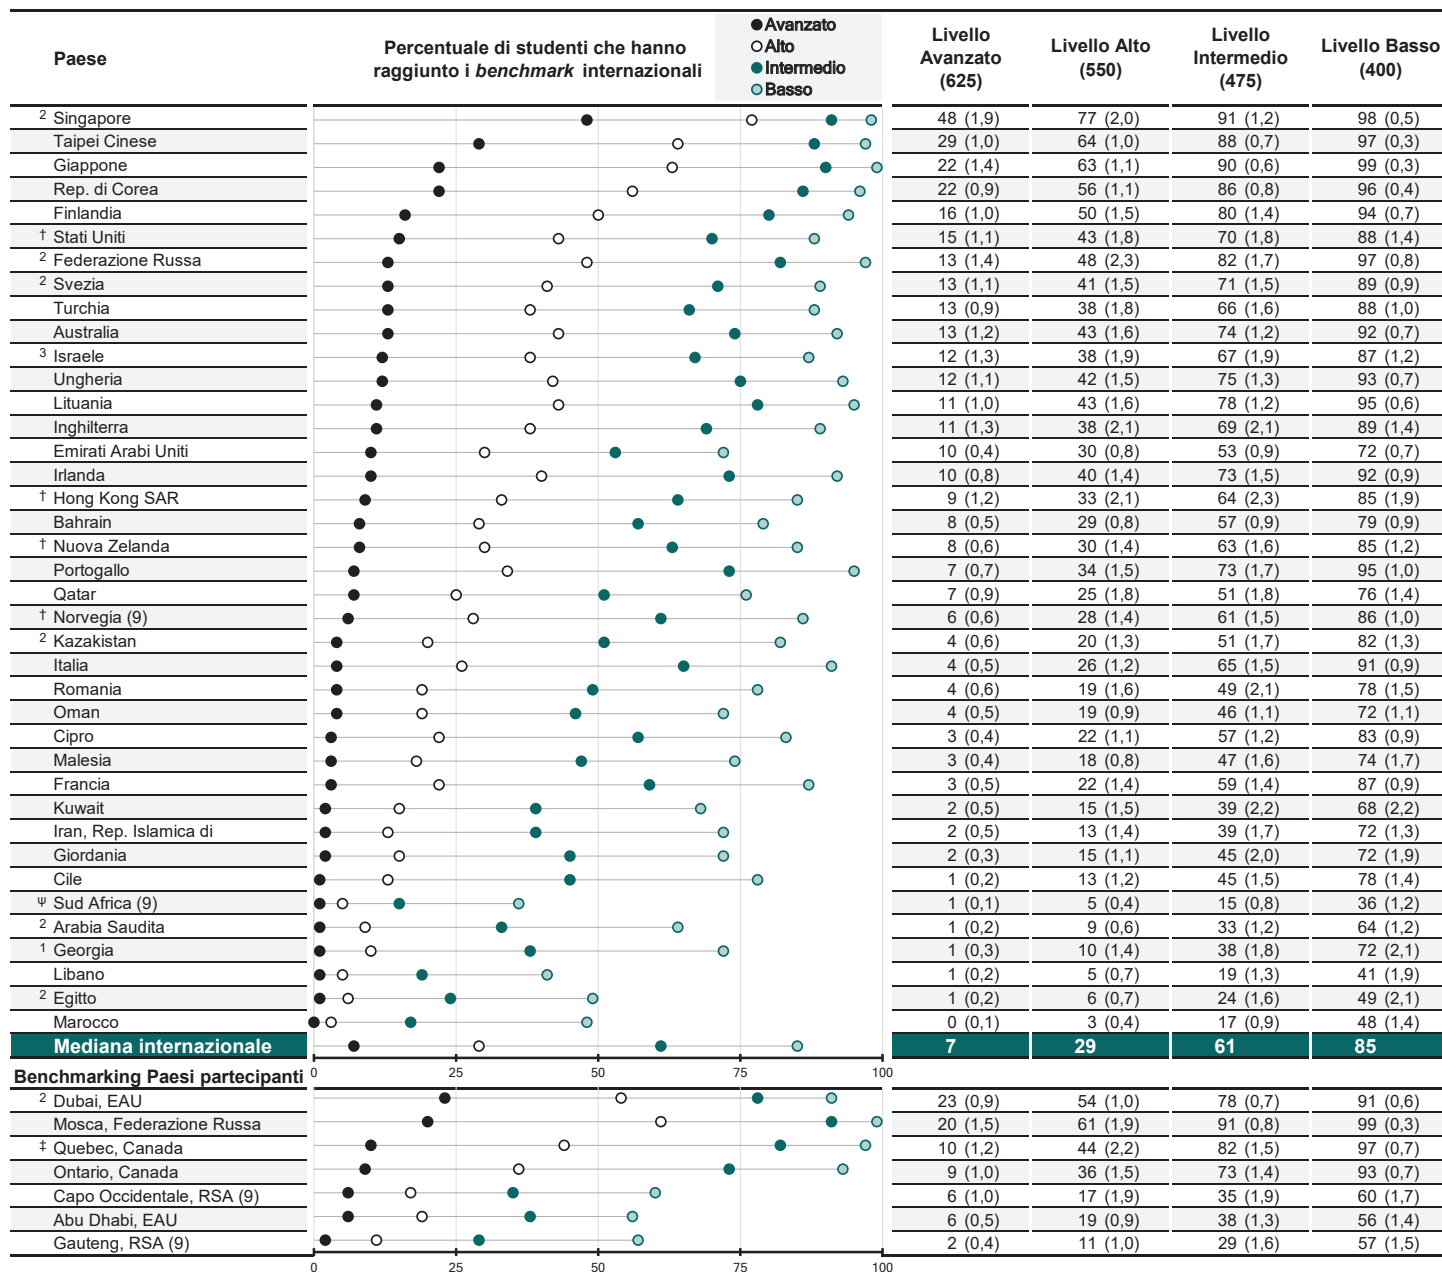 Paese
Percentuale di studenti che hanno
raggiunto i benchmark internazionali
Avanzato
Alto
Intermedio
Basso
Livello
Avanzato
(625)
Livello Alto
(550)
Livello
Intermedio
(475)
Livello Basso
(400)
2 Singapore 48 (1,9) 77 (2,0) 91 (1,2) 98 (0,5)
Taipei Cinese 29 (1,0) 64 (1,0) 88 (0,7) 97 (0,3)
Giappone 22 (1,4) 63 (1,1) 90 (0,6) 99 (0,3)
Rep. di Corea 22 (0,9) 56 (1,1) 86 (0,8) 96 (0,4)
Finlandia 16 (1,0) 50 (1,5) 80 (1,4) 94 (0,7)
† Stati Uniti 15 (1,1) 43 (1,8) 70 (1,8) 88 (1,4)
2 Federazione Russa 13 (1,4) 48 (2,3) 82 (1,7) 97 (0,8)
2 Svezia 13 (1,1) 41 (1,5) 71 (1,5) 89 (0,9)
Turchia 13 (0,9) 38 (1,8) 66 (1,6) 88 (1,0)
Australia 13 (1,2) 43 (1,6) 74 (1,2) 92 (0,7)
3 Israele 12 (1,3) 38 (1,9) 67 (1,9) 87 (1,2)
Ungheria 12 (1,1) 42 (1,5) 75 (1,3) 93 (0,7)
Lituania 11 (1,0) 43 (1,6) 78 (1,2) 95 (0,6)
Inghilterra 11 (1,3) 38 (2,1) 69 (2,1) 89 (1,4)
Emirati Arabi Uniti 10 (0,4) 30 (0,8) 53 (0,9) 72 (0,7)
Irlanda 10 (0,8) 40 (1,4) 73 (1,5) 92 (0,9)
† Hong Kong SAR 9 (1,2) 33 (2,1) 64 (2,3) 85 (1,9)
Bahrain 8 (0,5) 29 (0,8) 57 (0,9) 79 (0,9)
† Nuova Zelanda 8 (0,6) 30 (1,4) 63 (1,6) 85 (1,2)
Portogallo 7 (0,7) 34 (1,5) 73 (1,7) 95 (1,0)
Qatar 7 (0,9) 25 (1,8) 51 (1,8) 76 (1,4)
† Norvegia (9) 6 (0,6) 28 (1,4) 61 (1,5) 86 (1,0)
2 Kazakistan 4 (0,6) 20 (1,3) 51 (1,7) 82 (1,3)
Italia 4 (0,5) 26 (1,2) 65 (1,5) 91 (0,9)
Romania 4 (0,6) 19 (1,6) 49 (2,1) 78 (1,5)
Oman 4 (0,5) 19 (0,9) 46 (1,1) 72 (1,1)
Cipro 3 (0,4) 22 (1,1) 57 (1,2) 83 (0,9)
Malesia 3 (0,4) 18 (0,8) 47 (1,6) 74 (1,7)
Francia 3 (0,5) 22 (1,4) 59 (1,4) 87 (0,9)
Kuwait 2 (0,5) 15 (1,5) 39 (2,2) 68 (2,2)
Iran, Rep. Islamica di 2 (0,5) 13 (1,4) 39 (1,7) 72 (1,3)
Giordania 2 (0,3) 15 (1,1) 45 (2,0) 72 (1,9)
Cile 1 (0,2) 13 (1,2) 45 (1,5) 78 (1,4)
ψ Sud Africa (9) 1 (0,1) 5 (0,4) 15 (0,8) 36 (1,2)
2 Arabia Saudita 1 (0,2) 9 (0,6) 33 (1,2) 64 (1,2)
1 Georgia 1 (0,3) 10 (1,4) 38 (1,8) 72 (2,1)
Libano 1 (0,2) 5 (0,7) 19 (1,3) 41 (1,9)
2 Egitto 1 (0,2) 6 (0,7) 24 (1,6) 49 (2,1)
Marocco 0 (0,1) 3 (0,4) 17 (0,9) 48 (1,4)
Mediana internazionale 7 29 61 85
0 25 50 75 100
Benchmarking Paesi partecipanti
2 Dubai, EAU 23 (0,9) 54 (1,0) 78 (0,7) 91 (0,6)
Mosca, Federazione Russa 20 (1,5) 61 (1,9) 91 (0,8) 99 (0,3)
‡ Quebec, Canada 10 (1,2) 44 (2,2) 82 (1,5) 97 (0,7)
Ontario, Canada 9 (1,0) 36 (1,5) 73 (1,4) 93 (0,7)
Capo Occidentale, RSA (9) 6 (1,0) 17 (1,9) 35 (1,9) 60 (1,7)
Abu Dhabi, EAU 6 (0,5) 19 (0,9) 38 (1,3) 56 (1,4)
Gauteng, RSA (9) 2 (0,4) 11 (1,0) 29 (1,6) 57 (1,5)
0 25 50 75 100